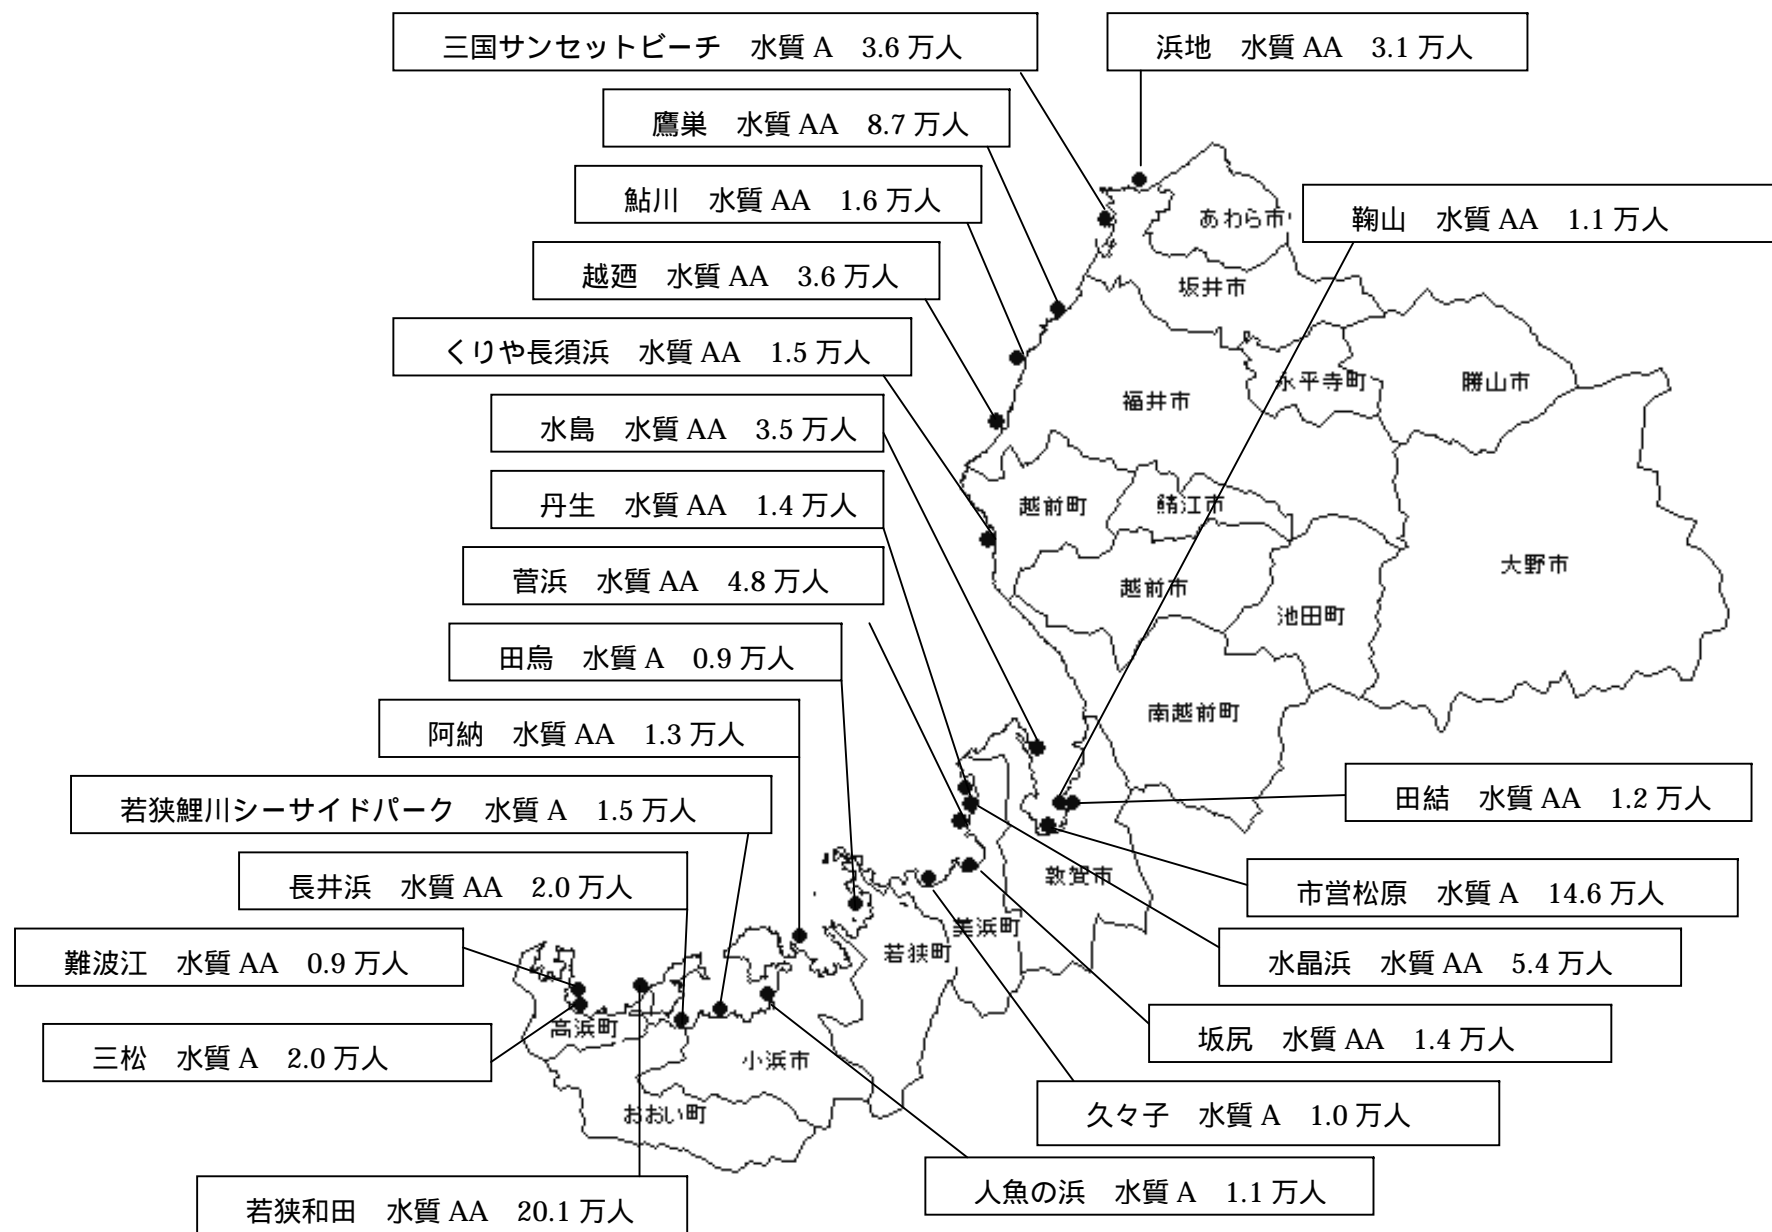 三国サンセットビーチ　水質 A　3.6 万人
浜地　水質 AA　3.1 万人
鷹巣　水質 AA　8.7 万人
鮎川　水質 AA　1.6 万人
鞠山　水質 AA　1.1 万人
越廼　水質 AA　3.6 万人
くりや長須浜　水質 AA　1.5 万人
水島　水質 AA　3.5 万人
丹生　水質 AA　1.4 万人
菅浜　水質 AA　4.8 万人
田烏　水質 A　0.9 万人
阿納　水質 AA　1.3 万人
若狭鯉川シーサイドパーク　水質 A　1.5 万人
長井浜　水質 AA　2.0 万人
難波江　水質 AA　0.9 万人
三松　水質 A　2.0 万人
若狭和田　水質 AA　20.1 万人
田結　水質 AA　1.2 万人
市営松原　水質 A　14.6 万人
水晶浜　水質 AA　5.4 万人
坂尻　水質 AA　1.4 万人
久々子　水質 A　1.0 万人
人魚の浜　水質 A　1.1 万人
あわら市
坂井市
永平寺町
勝山市
福井市
越前町
鯖江市
大野市
越前市
池田町
南越前町
敦賀市
美浜町
若狭町
高浜町
小浜市
おおい町